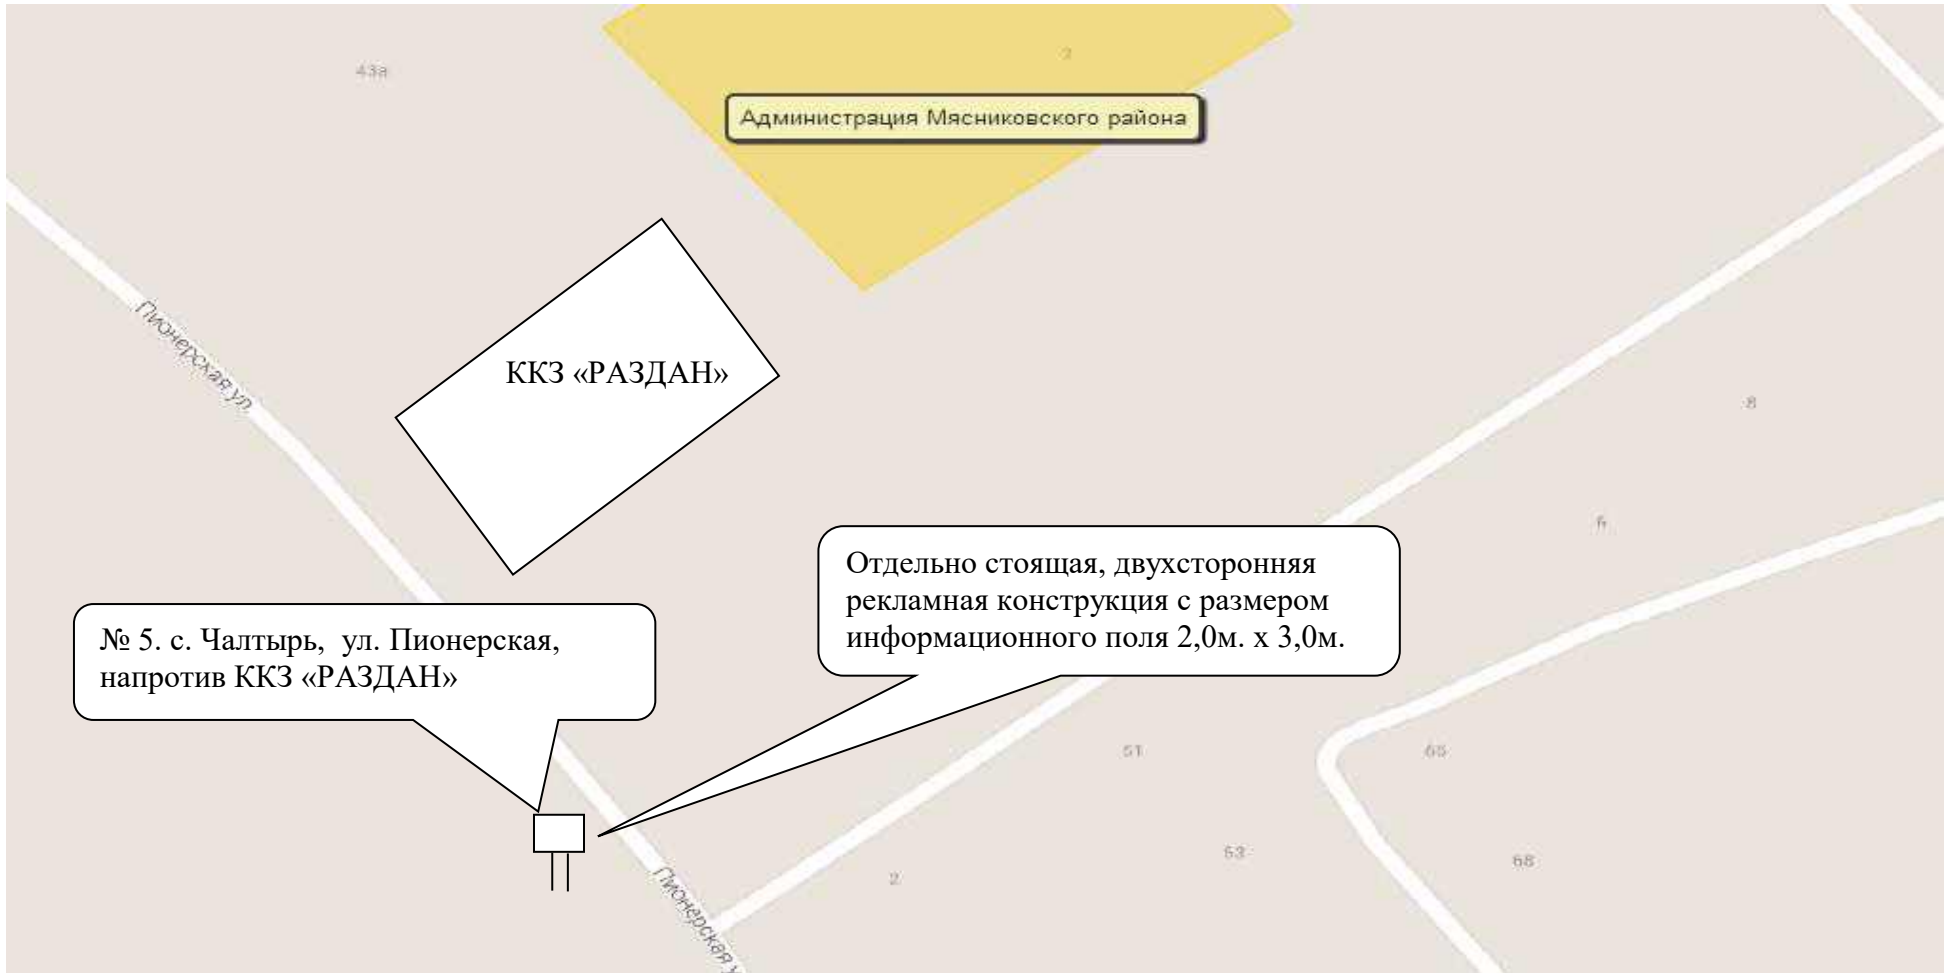 43а
3
Администрация Мясниковского района
Пионерская ул.
ККЗ «РАЗДАН»
8
6
Отдельно стоящая, двухсторонняя
рекламная конструкция с размером
информационного поля 2,0м. х 3,0м.
№ 5. с. Чалтырь, ул. Пионерская,
напротив ККЗ «РАЗДАН»
51
65
53
68
2
Пионерская у